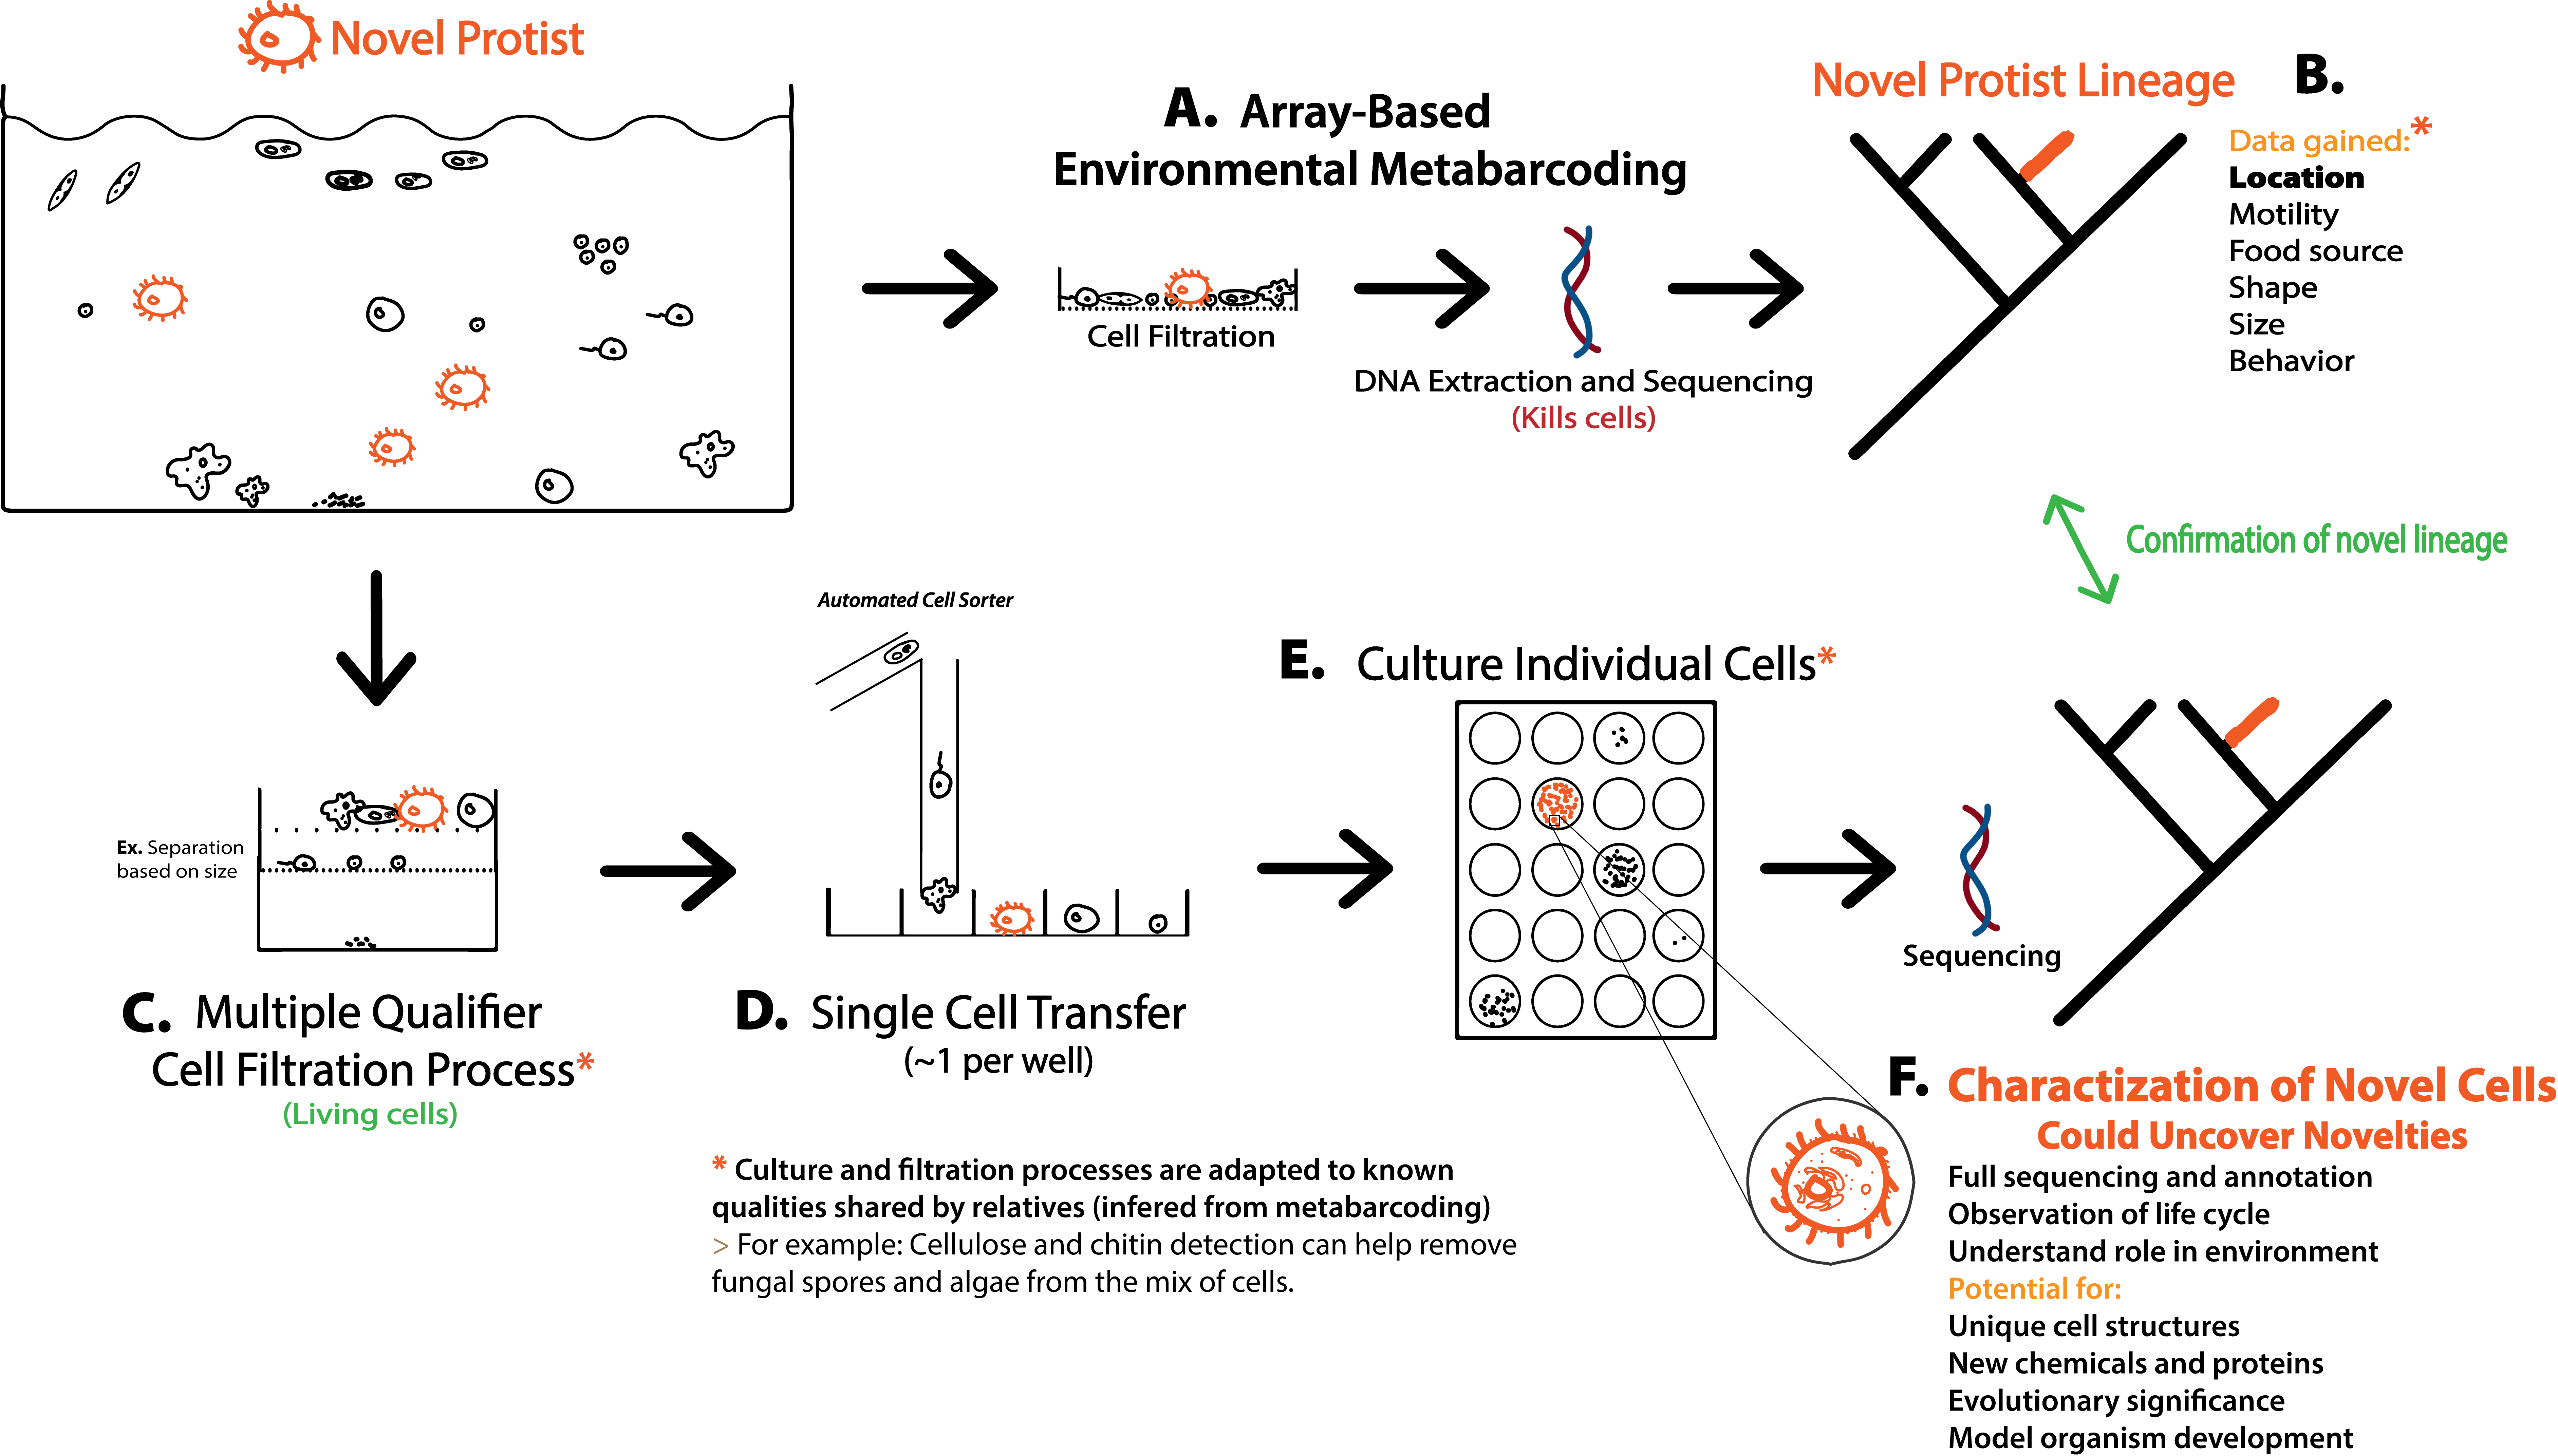 Novel Protist
A. Array-Based
Environmental Metabarcoding
Cell Filtration
DNA Extraction and Sequencing
(Kills cells)
Novel Protist Lineage
B.
Data gained:*
Location
Motility
Food source
Shape
Size
Behavior
Confirmation of novel lineage
Ex. Separation
based on size
C. Multiple Qualifier
Cell Filtration Process*
(Living cells)
Automated Cell Sorter
D. Single Cell Transfer
(~1 per well)
E. Culture Individual Cells*
Sequencing
* Culture and filtration processes are adapted to known
qualities shared by relatives (infered from metabarcoding)
> For example: Cellulose and chitin detection can help remove
fungal spores and algae from the mix of cells.
F. Charactization of Novel Cells
Could Uncover Novelties
Full sequencing and annotation
Observation of life cycle
Understand role in environment
Potential for:
Unique cell structures
New chemicals and proteins
Evolutionary significance
Model organism development